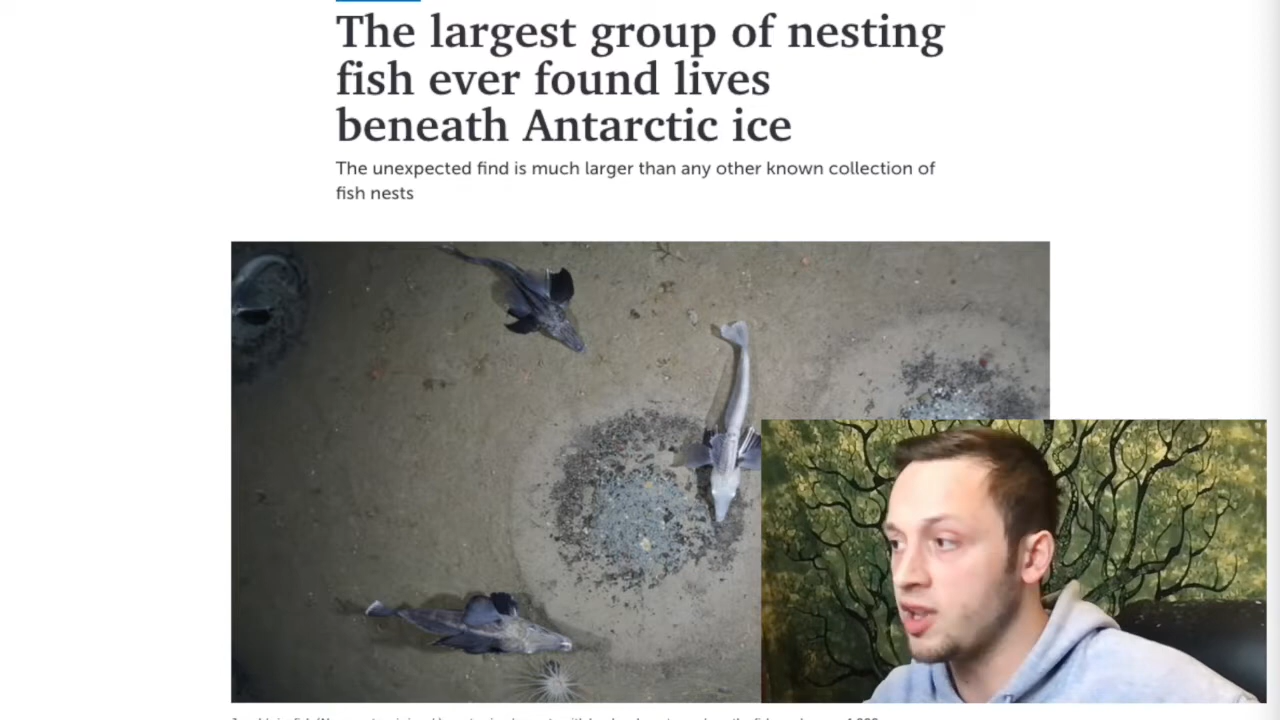 The largest group of nesting
fish ever found lives
beneath Antarctic ice
The unexpected find is much larger than any other known collection of
fish nests